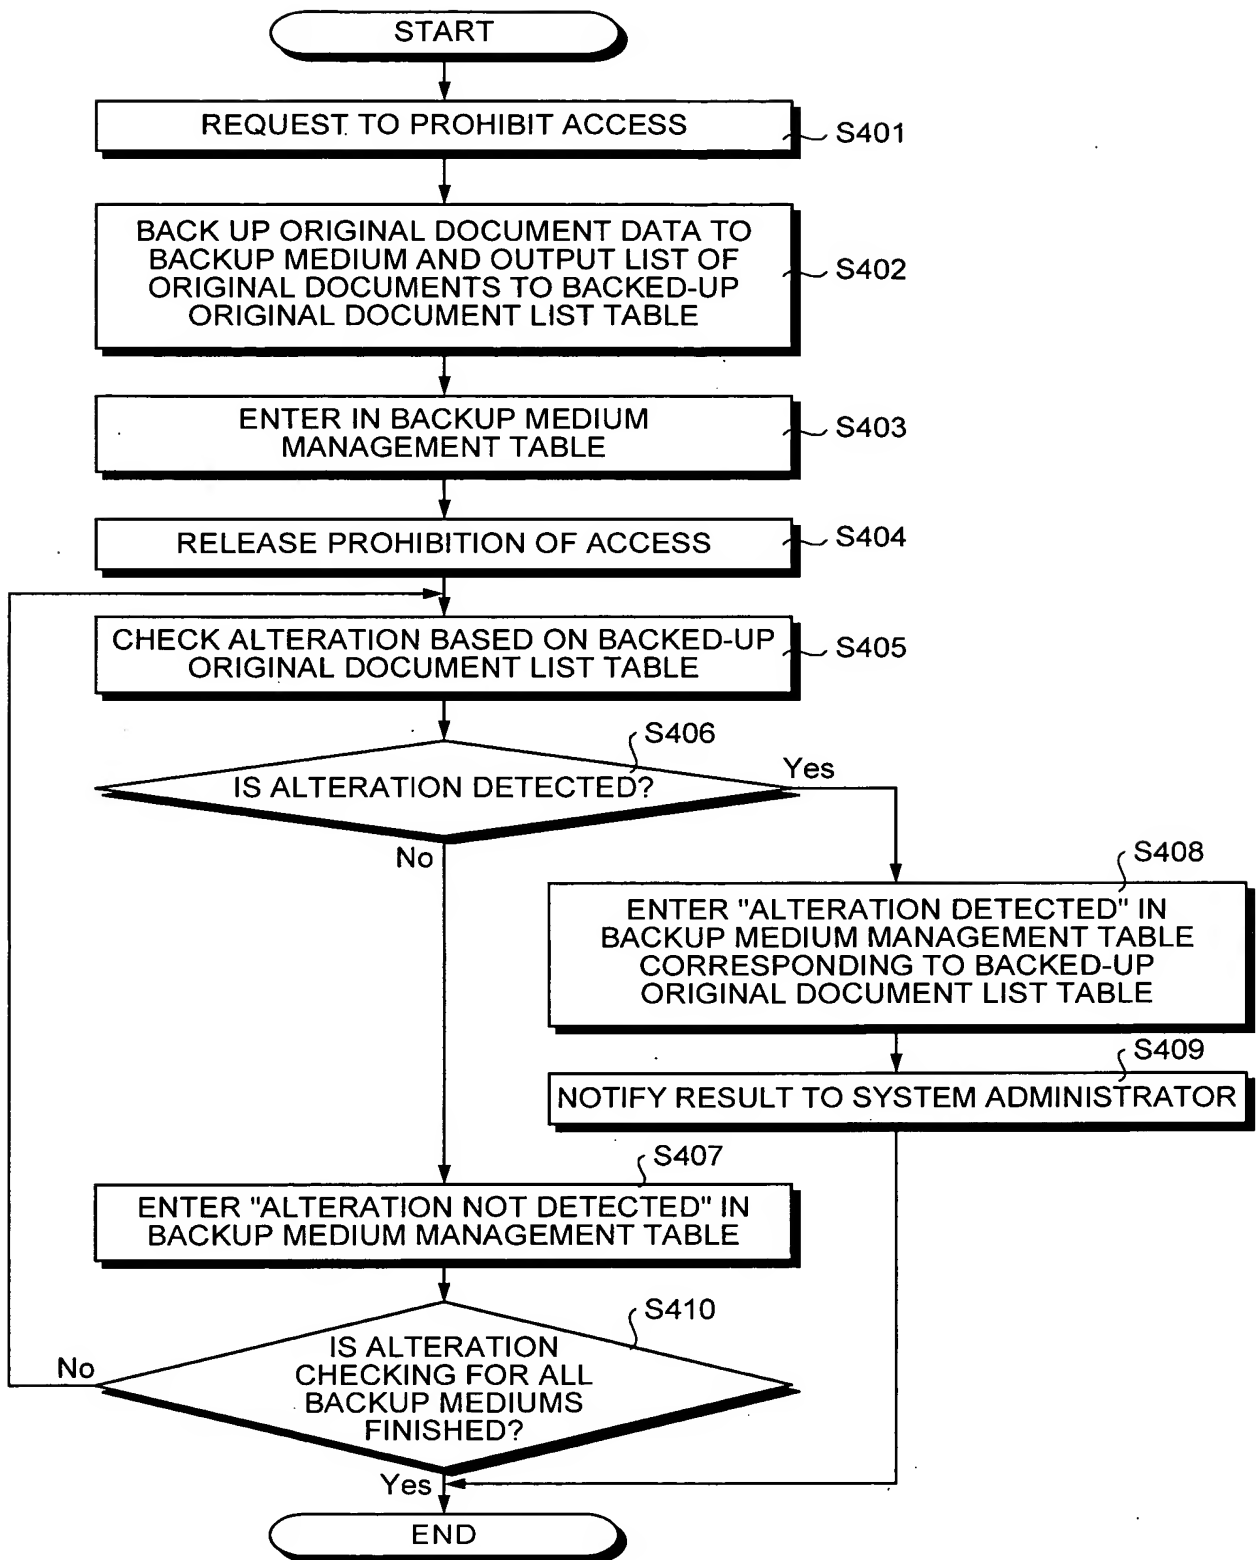 START
REQUEST TO PROHIBIT ACCESS
S401
BACK UP ORIGINAL DOCUMENT DATA TO
BACKUP MEDIUM AND OUTPUT LIST OF
ORIGINAL DOCUMENTS TO BACKED-UP
ORIGINAL DOCUMENT LIST TABLE
S402
ENTER IN BACKUP MEDIUM
MANAGEMENT TABLE
S403
RELEASE PROHIBITION OF ACCESS
S404
CHECK ALTERATION BASED ON BACKED-UP
ORIGINAL DOCUMENT LIST TABLE
S405
S406
IS ALTERATION DETECTED?
Yes
No
S408
ENTER "ALTERATION DETECTED" IN
BACKUP MEDIUM MANAGEMENT TABLE
CORRESPONDING TO BACKED-UP
ORIGINAL DOCUMENT LIST TABLE
S409
NOTIFY RESULT TO SYSTEM ADMINISTRATOR
S407
ENTER "ALTERATION NOT DETECTED" IN
BACKUP MEDIUM MANAGEMENT TABLE
S410
IS ALTERATION
CHECKING FOR ALL
BACKUP MEDIUMS
FINISHED?
No
Yes
END